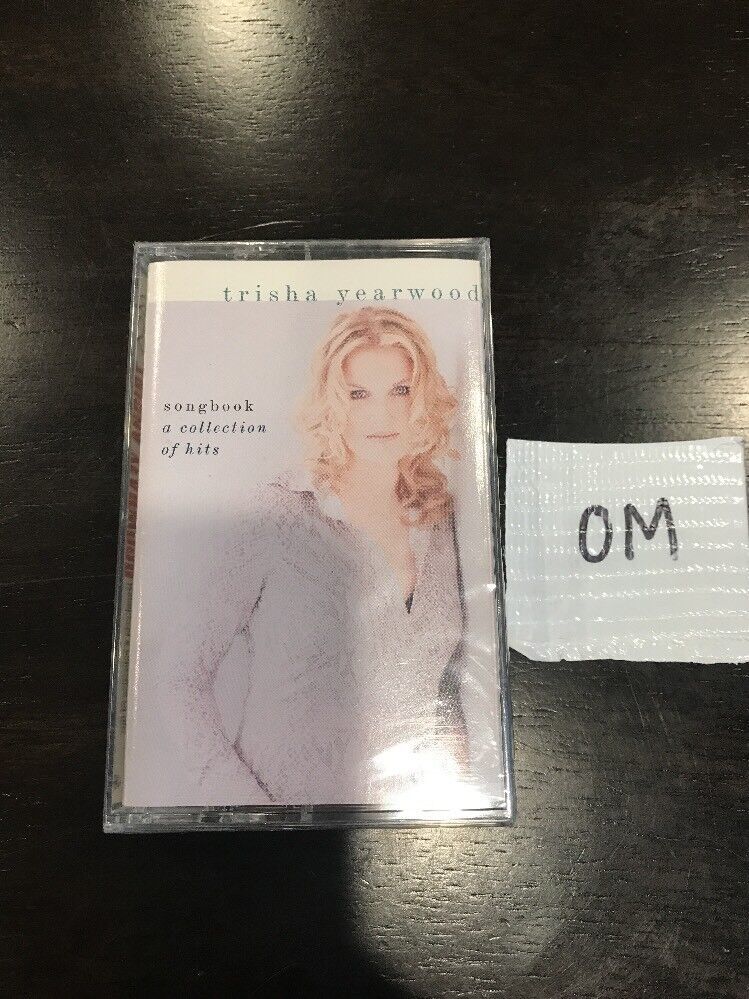 trisha yearwood
songbook
a collection
of hits
OM